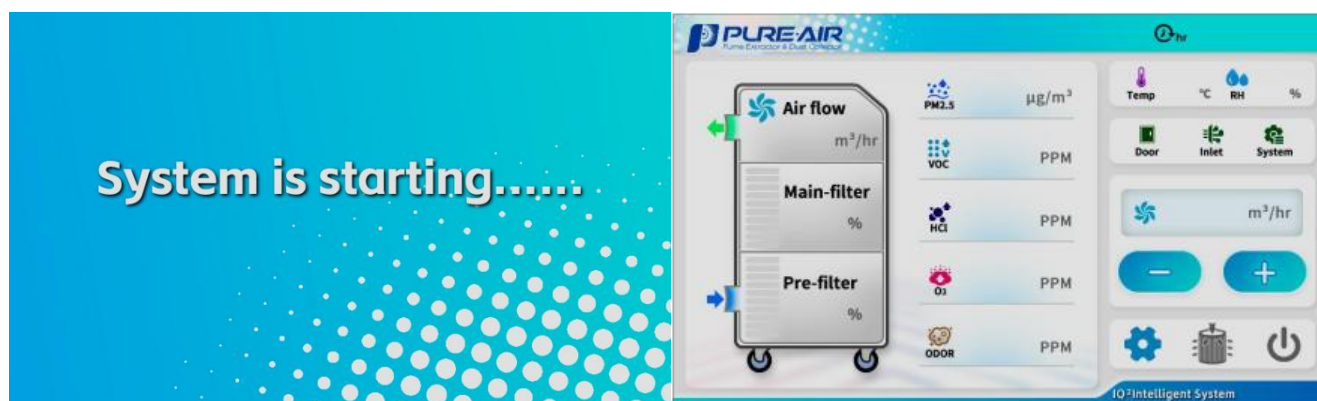 System is starting......
PURE·AIR
Fume Extractor & Dust Collector
hr
Air flow
m³/hr
Main-filter
%
Pre-filter
%
PM2.5
µg/m³
VOC
PPM
HCl
PPM
O3
PPM
ODOR
PPM
Temp °C RH %
Door Inlet System
m³/hr
−
+
IQ²Intelligent System